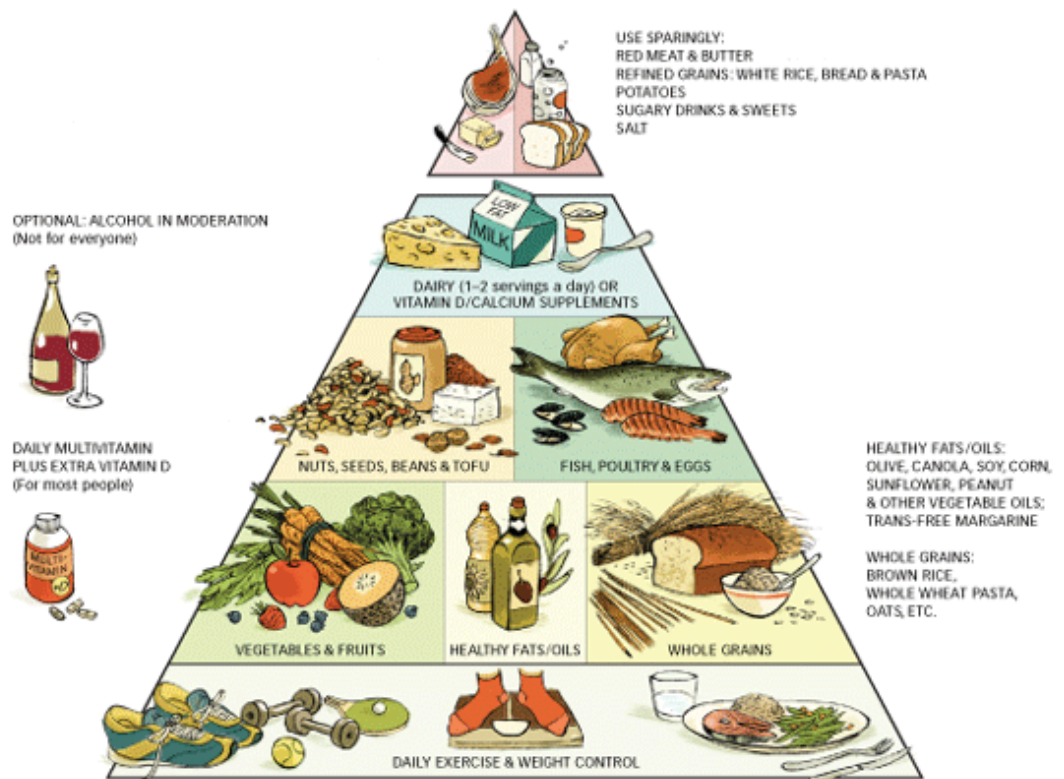 USE SPARINGLY:
RED MEAT & BUTTER
REFINED GRAINS: WHITE RICE, BREAD & PASTA
POTATOES
SUGARY DRINKS & SWEETS
SALT
OPTIONAL: ALCOHOL IN MODERATION
(Not for everyone)
LOW
FAT
MILK
DAIRY (1–2 servings a day) OR
VITAMIN D/CALCIUM SUPPLEMENTS
DAILY MULTIVITAMIN
PLUS EXTRA VITAMIN D
(For most people)
MULTI-
VITAMIN
NUTS, SEEDS, BEANS & TOFU
FISH, POULTRY & EGGS
HEALTHY FATS/OILS:
OLIVE, CANOLA, SOY, CORN,
SUNFLOWER, PEANUT
& OTHER VEGETABLE OILS;
TRANS-FREE MARGARINE
WHOLE GRAINS:
BROWN RICE,
WHOLE WHEAT PASTA,
OATS, ETC.
VEGETABLES & FRUITS
HEALTHY FATS/OILS
WHOLE GRAINS
DAILY EXERCISE & WEIGHT CONTROL